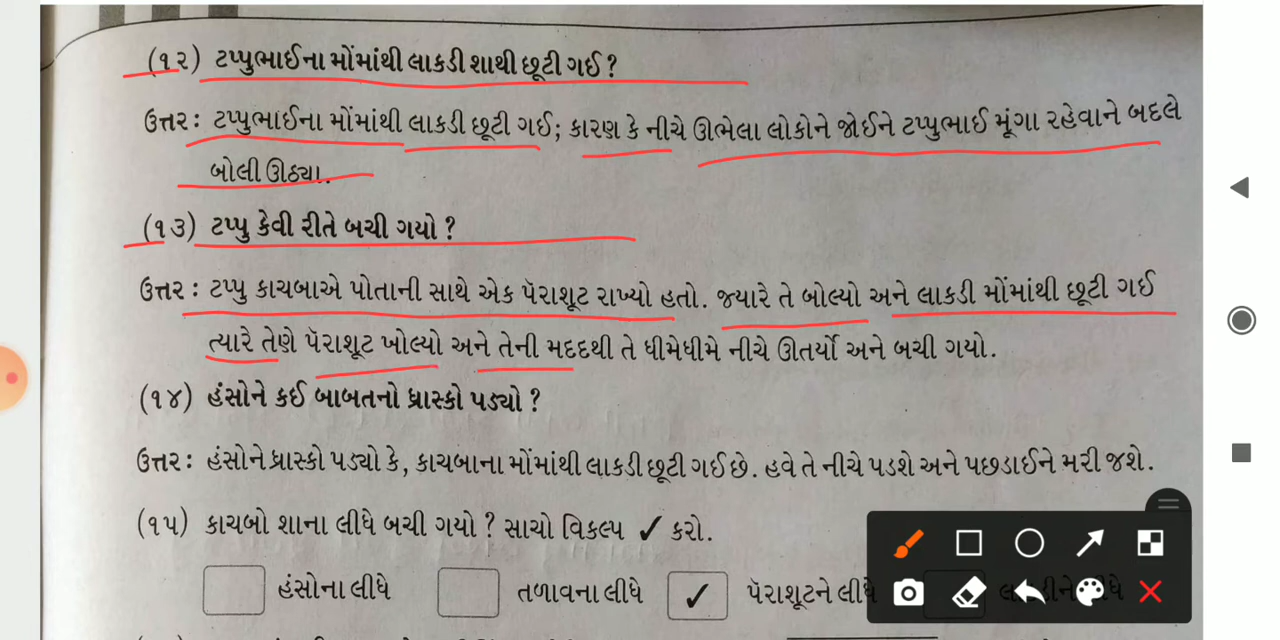 (૧૨) ટપ્પુભાઈના મોંમાંથી લાકડી શાથી છૂટી ગઈ ?
ઉત્તર : ટપ્પુભાઈના મોંમાંથી લાકડી છૂટી ગઈ; કારણ કે નીચે ઊભેલા લોકોને જોઈને ટપ્પુભાઈ મૂંગા રહેવાને બદલે
બોલી ઊઠ્યા.
(૧૩) ટપ્પુ કેવી રીતે બચી ગયો ?
ઉત્તર : ટપ્પુ કાચબાએ પોતાની સાથે એક પૅરાશૂટ રાખ્યો હતો. જ્યારે તે બોલ્યો અને લાકડી મોંમાંથી છૂટી ગઈ
ત્યારે તેણે પૅરાશૂટ ખોલ્યો અને તેની મદદથી તે ધીમેધીમે નીચે ઊતર્યો અને બચી ગયો.
(૧૪) હંસોને કઈ બાબતનો ધ્રાસ્કો પડ્યો ?
ઉત્તર : હંસોને ધ્રાસ્કો પડ્યો કે, કાચબાના મોંમાંથી લાકડી છૂટી ગઈ છે. હવે તે નીચે પડશે અને પછડાઈને મરી જશે.
(૧૫) કાચબો શાના લીધે બચી ગયો ? સાચો વિકલ્પ ✓ કરો.
હંસોના લીધે તળાવના લીધે ✓ પૅરાશૂટને લીધે